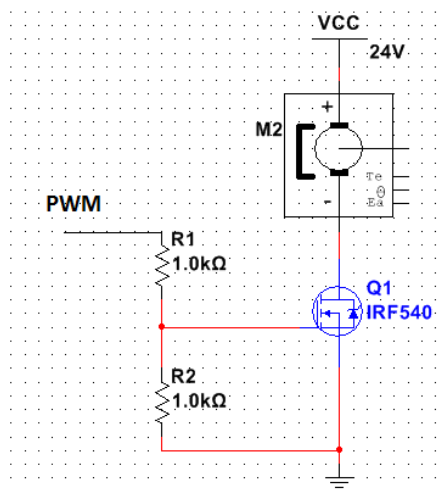 VCC
24V
+
M2
Te
θ
Ea
-
PWM
R1
1.0kΩ
Q1
IRF540
R2
1.0kΩ